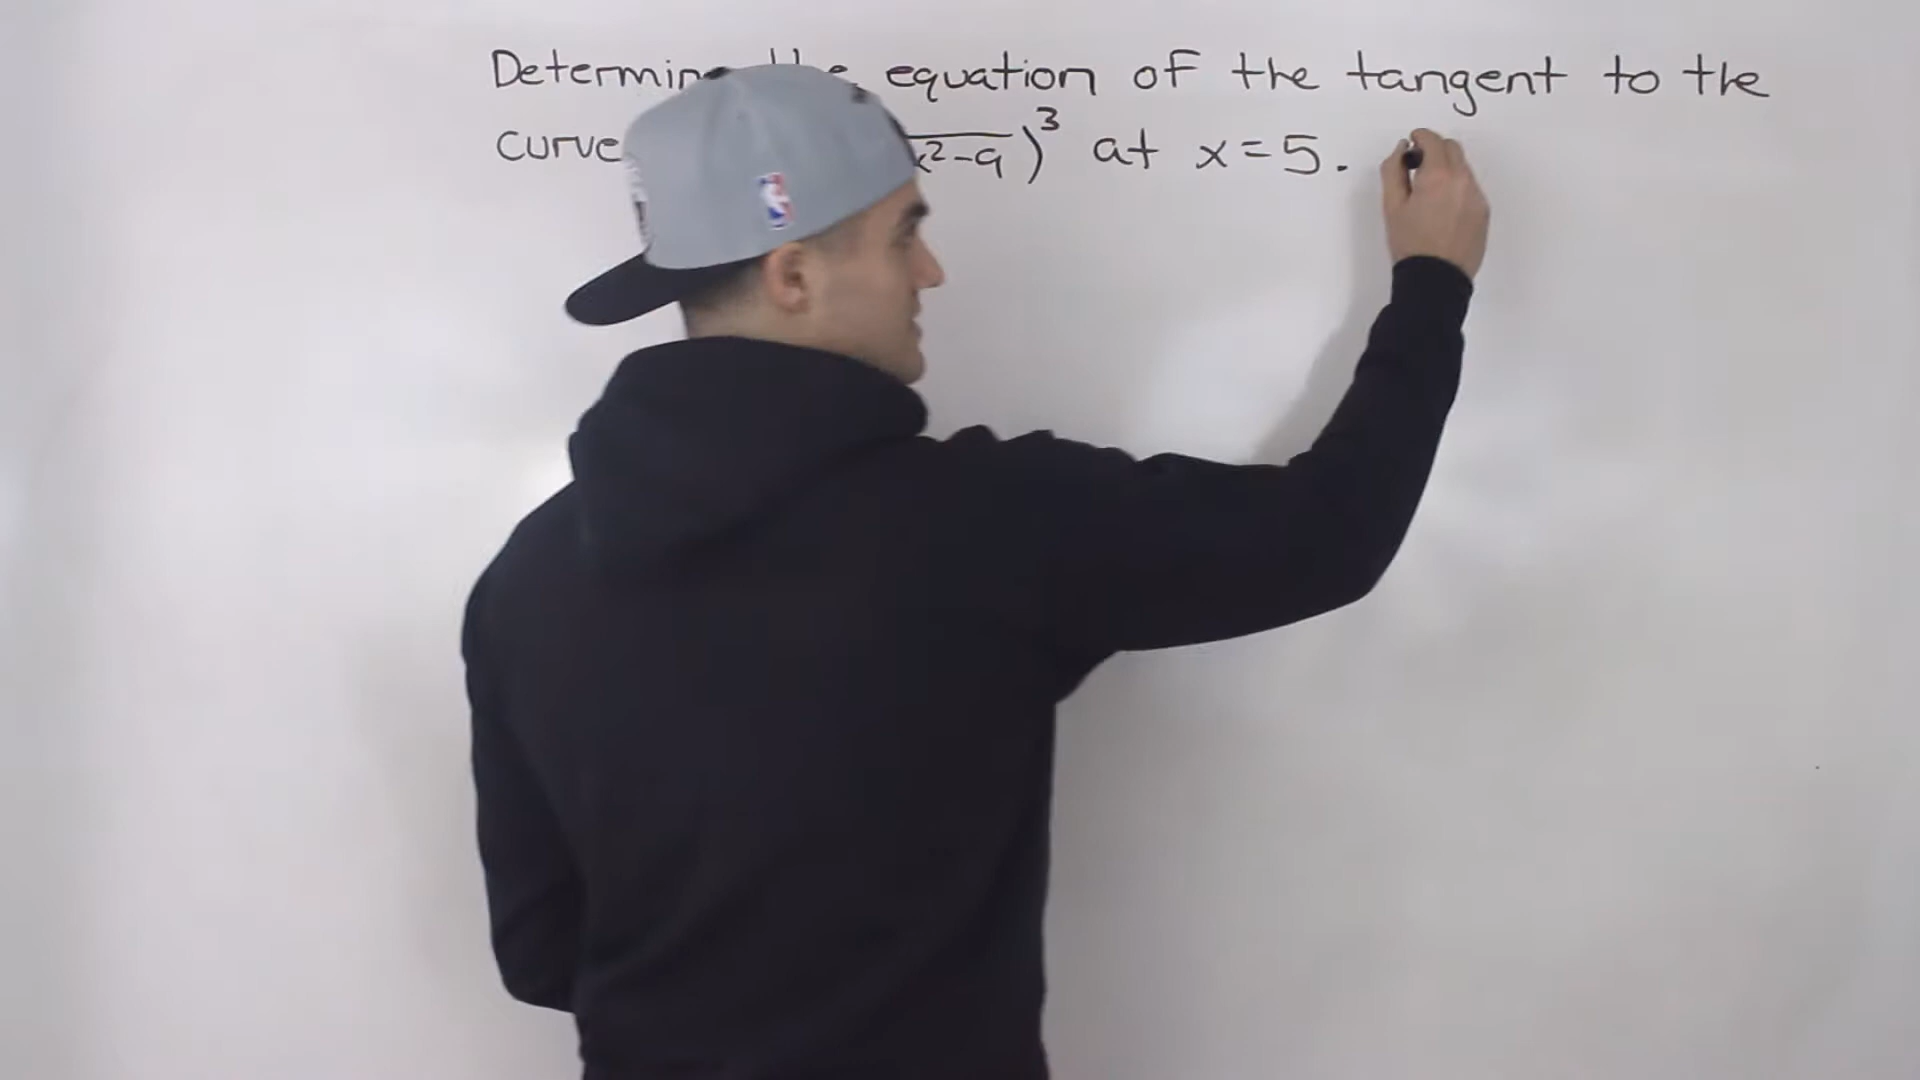 Determine the equation of the tangent to the
curve x²-9)³ at x=5.